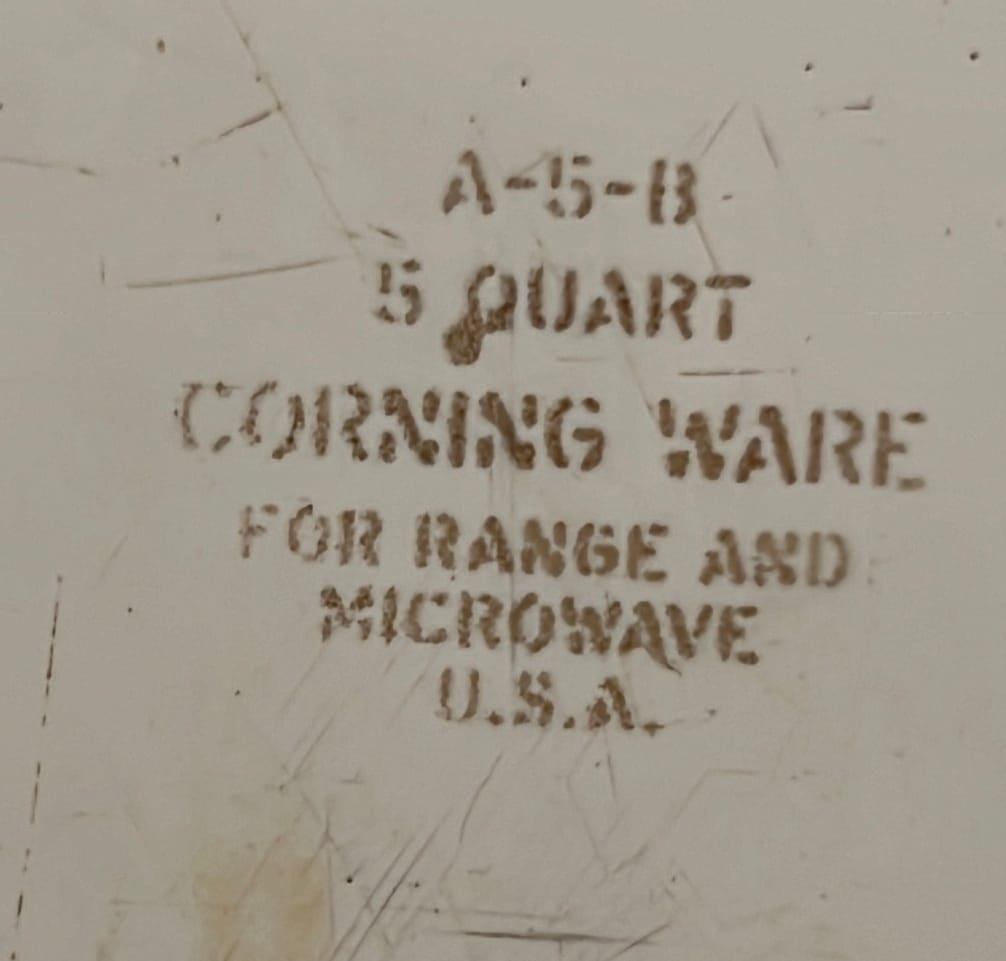 A-5-B
5 QUART
CORNING WARE
FOR RANGE AND
MICROWAVE
U.S.A.